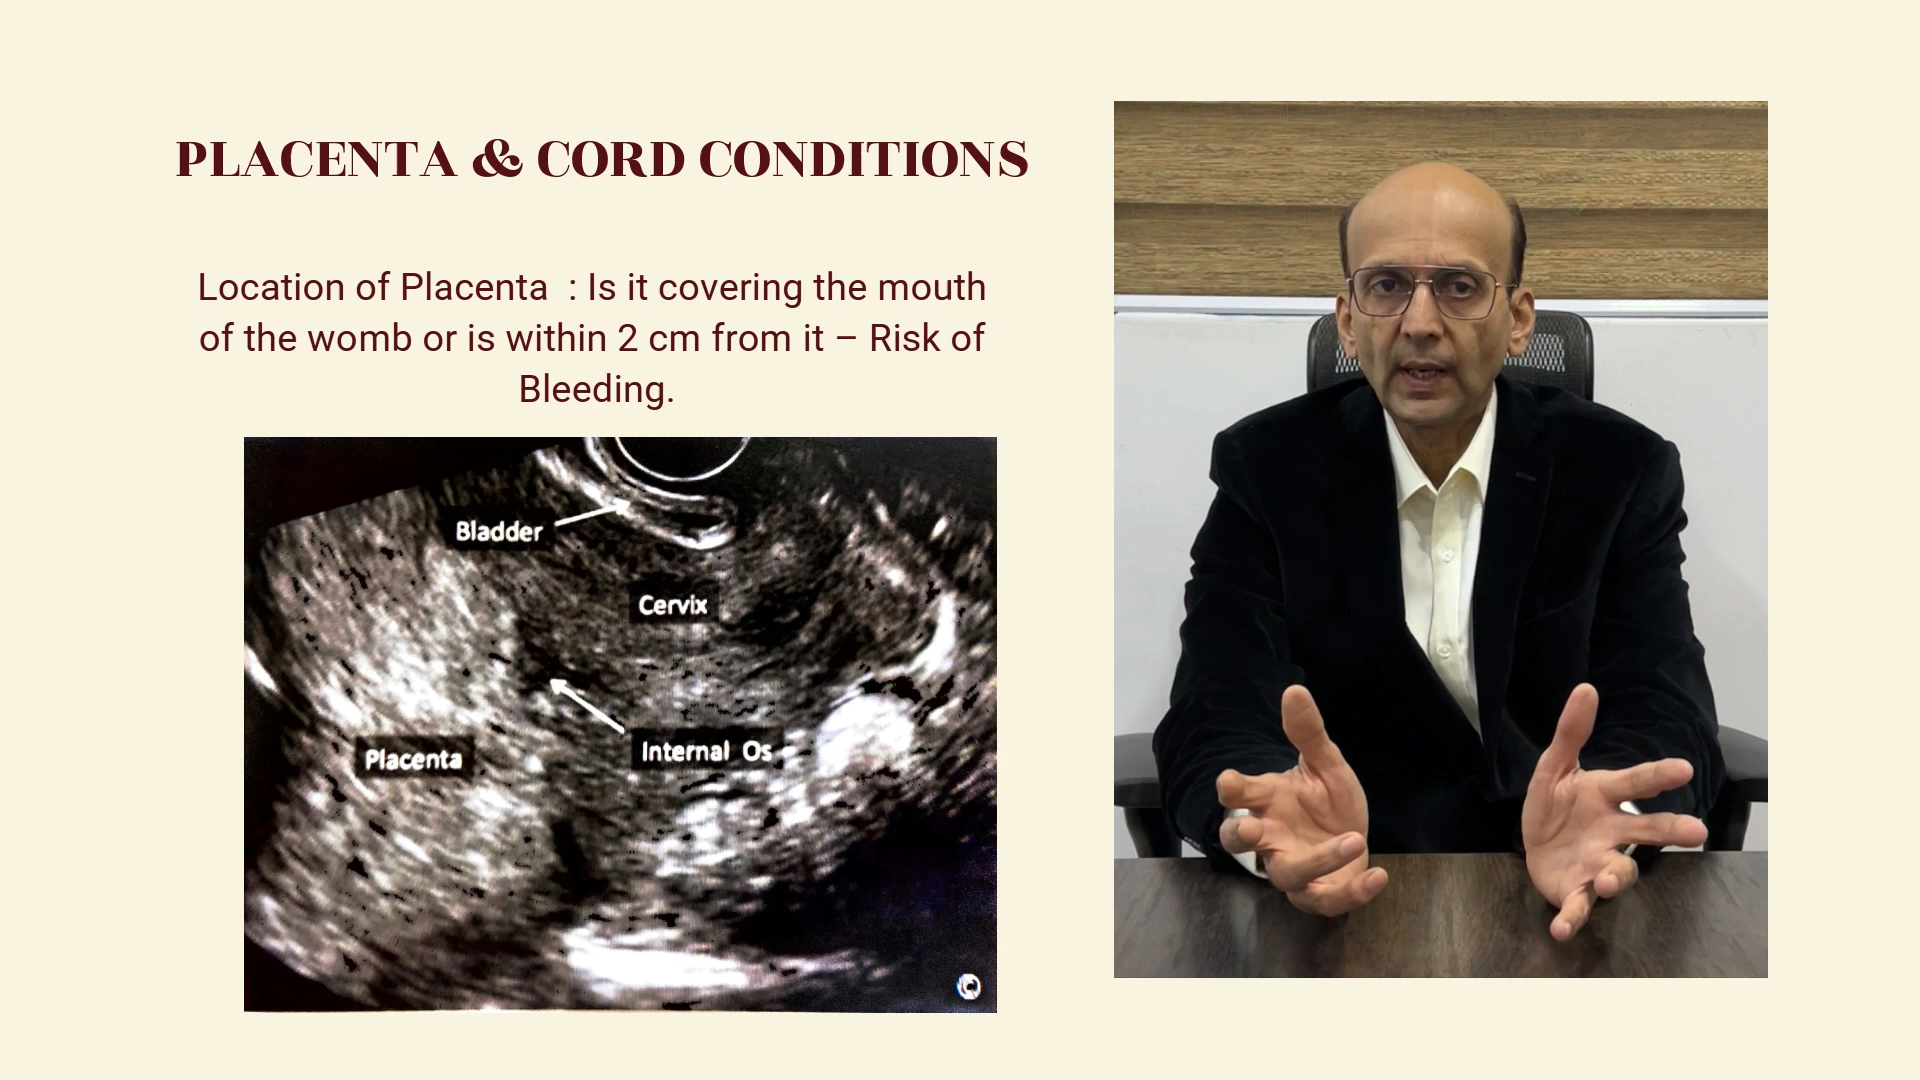 PLACENTA & CORD CONDITIONS
Location of Placenta : Is it covering the mouth
of the womb or is within 2 cm from it – Risk of
Bleeding.
Bladder
Cervix
Internal Os
Placenta